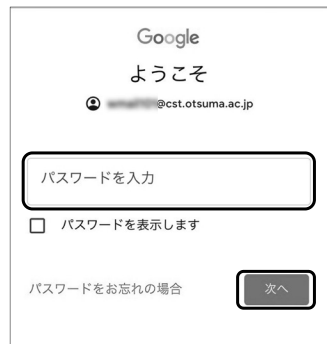 Google
ようこそ
@cst.otsuma.ac.jp
パスワードを入力
パスワードを表示します
パスワードをお忘れの場合
次へ